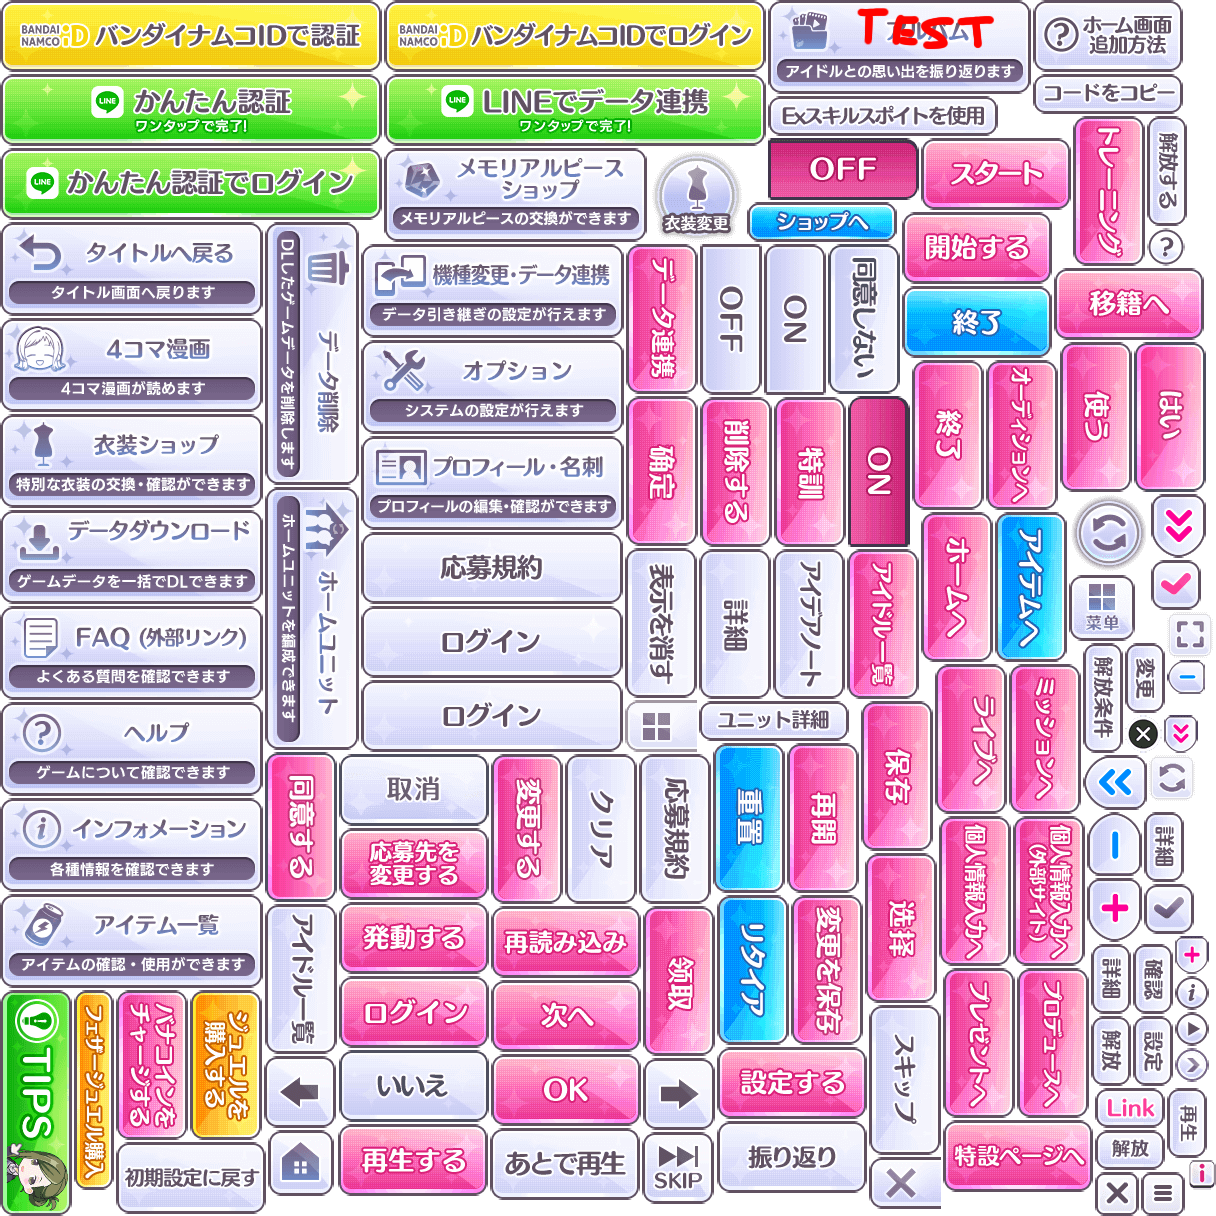 BANDAI NAMCO iD バンダイナムコIDで認証
BANDAI NAMCO iD バンダイナムコIDでログイン
TEST
アイドルとの思い出を振り返ります
ホーム画面
追加方法
LINE かんたん認証
ワンタップで完了!
LINE LINEでデータ連携
ワンタップで完了!
コードをコピー
Exスキルスポイトを使用
LINE かんたん認証でログイン
メモリアルピース
ショップ
メモリアルピースの交換ができます
衣装変更
OFF
スタート
トレーニング
解放する
?
ショップへ
開始する
タイトルへ戻る
タイトル画面へ戻ります
データ削除
DLしたゲームデータを削除します
機種変更・データ連携
データ引き継ぎの設定が行えます
データ連携
OFF
ON
同意しない
終了
移籍へ
4コマ漫画
4コマ漫画が読めます
オプション
システムの設定が行えます
終了
オーディションへ
使う
はい
衣装ショップ
特別な衣装の交換・確認ができます
プロフィール・名刺
プロフィールの編集・確認ができます
確定
削除する
特訓
ON
データダウンロード
ゲームデータを一括でDLできます
ホームユニット
ホームユニットを編成できます
応募規約
表示を消す
詳細
アイデアノート
アイドル一覧
ホームへ
アイテムへ
菜单
FAQ (外部リンク)
よくある質問を確認できます
ログイン
解放条件
変更
ヘルプ
ゲームについて確認できます
ログイン
ユニット詳細
保存
ライブへ
ミッションへ
同意する
取消
変更する
クリア
応募規約
重置
再開
インフォメーション
各種情報を確認できます
応募先を
変更する
選择
個人情報入力へ
個人情報入力へ
(外部サイト)
詳細
アイテム一覧
アイテムの確認・使用ができます
アイドル一覧
発動する
再読み込み
领取
リタイア
変更を保存
詳細
確認
TIPS
フェザージュエル購入
バナコインを
チャージする
ジュエルを
購入する
ログイン
次へ
スキップ
プレゼントへ
プロデュースへ
解放
設定
いいえ
OK
設定する
Link
再生
初期設定に戻す
再生する
あとで再生
SKIP
振り返り
特設ページへ
解放